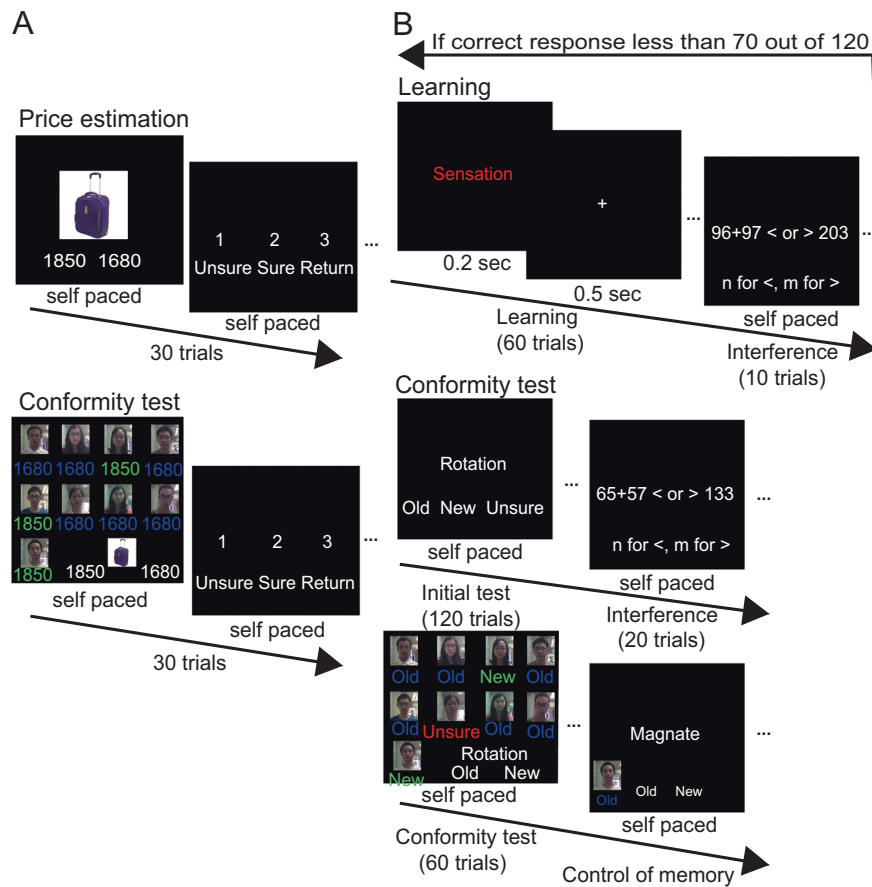 A
Price estimation
1850 1680
self paced
1 2 3
Unsure Sure Return
self paced
...
30 trials
Conformity test
1680 1680 1850 1680
1850 1680 1680 1680
1850 1850 1680
self paced
1 2 3
Unsure Sure Return
self paced
...
30 trials
B
If correct response less than 70 out of 120
Learning
Sensation
0.2 sec
+
0.5 sec
...
96+97 < or > 203
n for <, m for >
self paced
...
Learning
(60 trials)
Interference
(10 trials)
Conformity test
Rotation
Old New Unsure
self paced
...
65+57 < or > 133
n for <, m for >
self paced
...
Initial test
(120 trials)
Interference
(20 trials)
Old Old New Old
Old Unsure Old Old
New
Rotation
Old New
self paced
...
Magnate
Old
Old New
self paced
...
Conformity test
(60 trials)
Control of memory